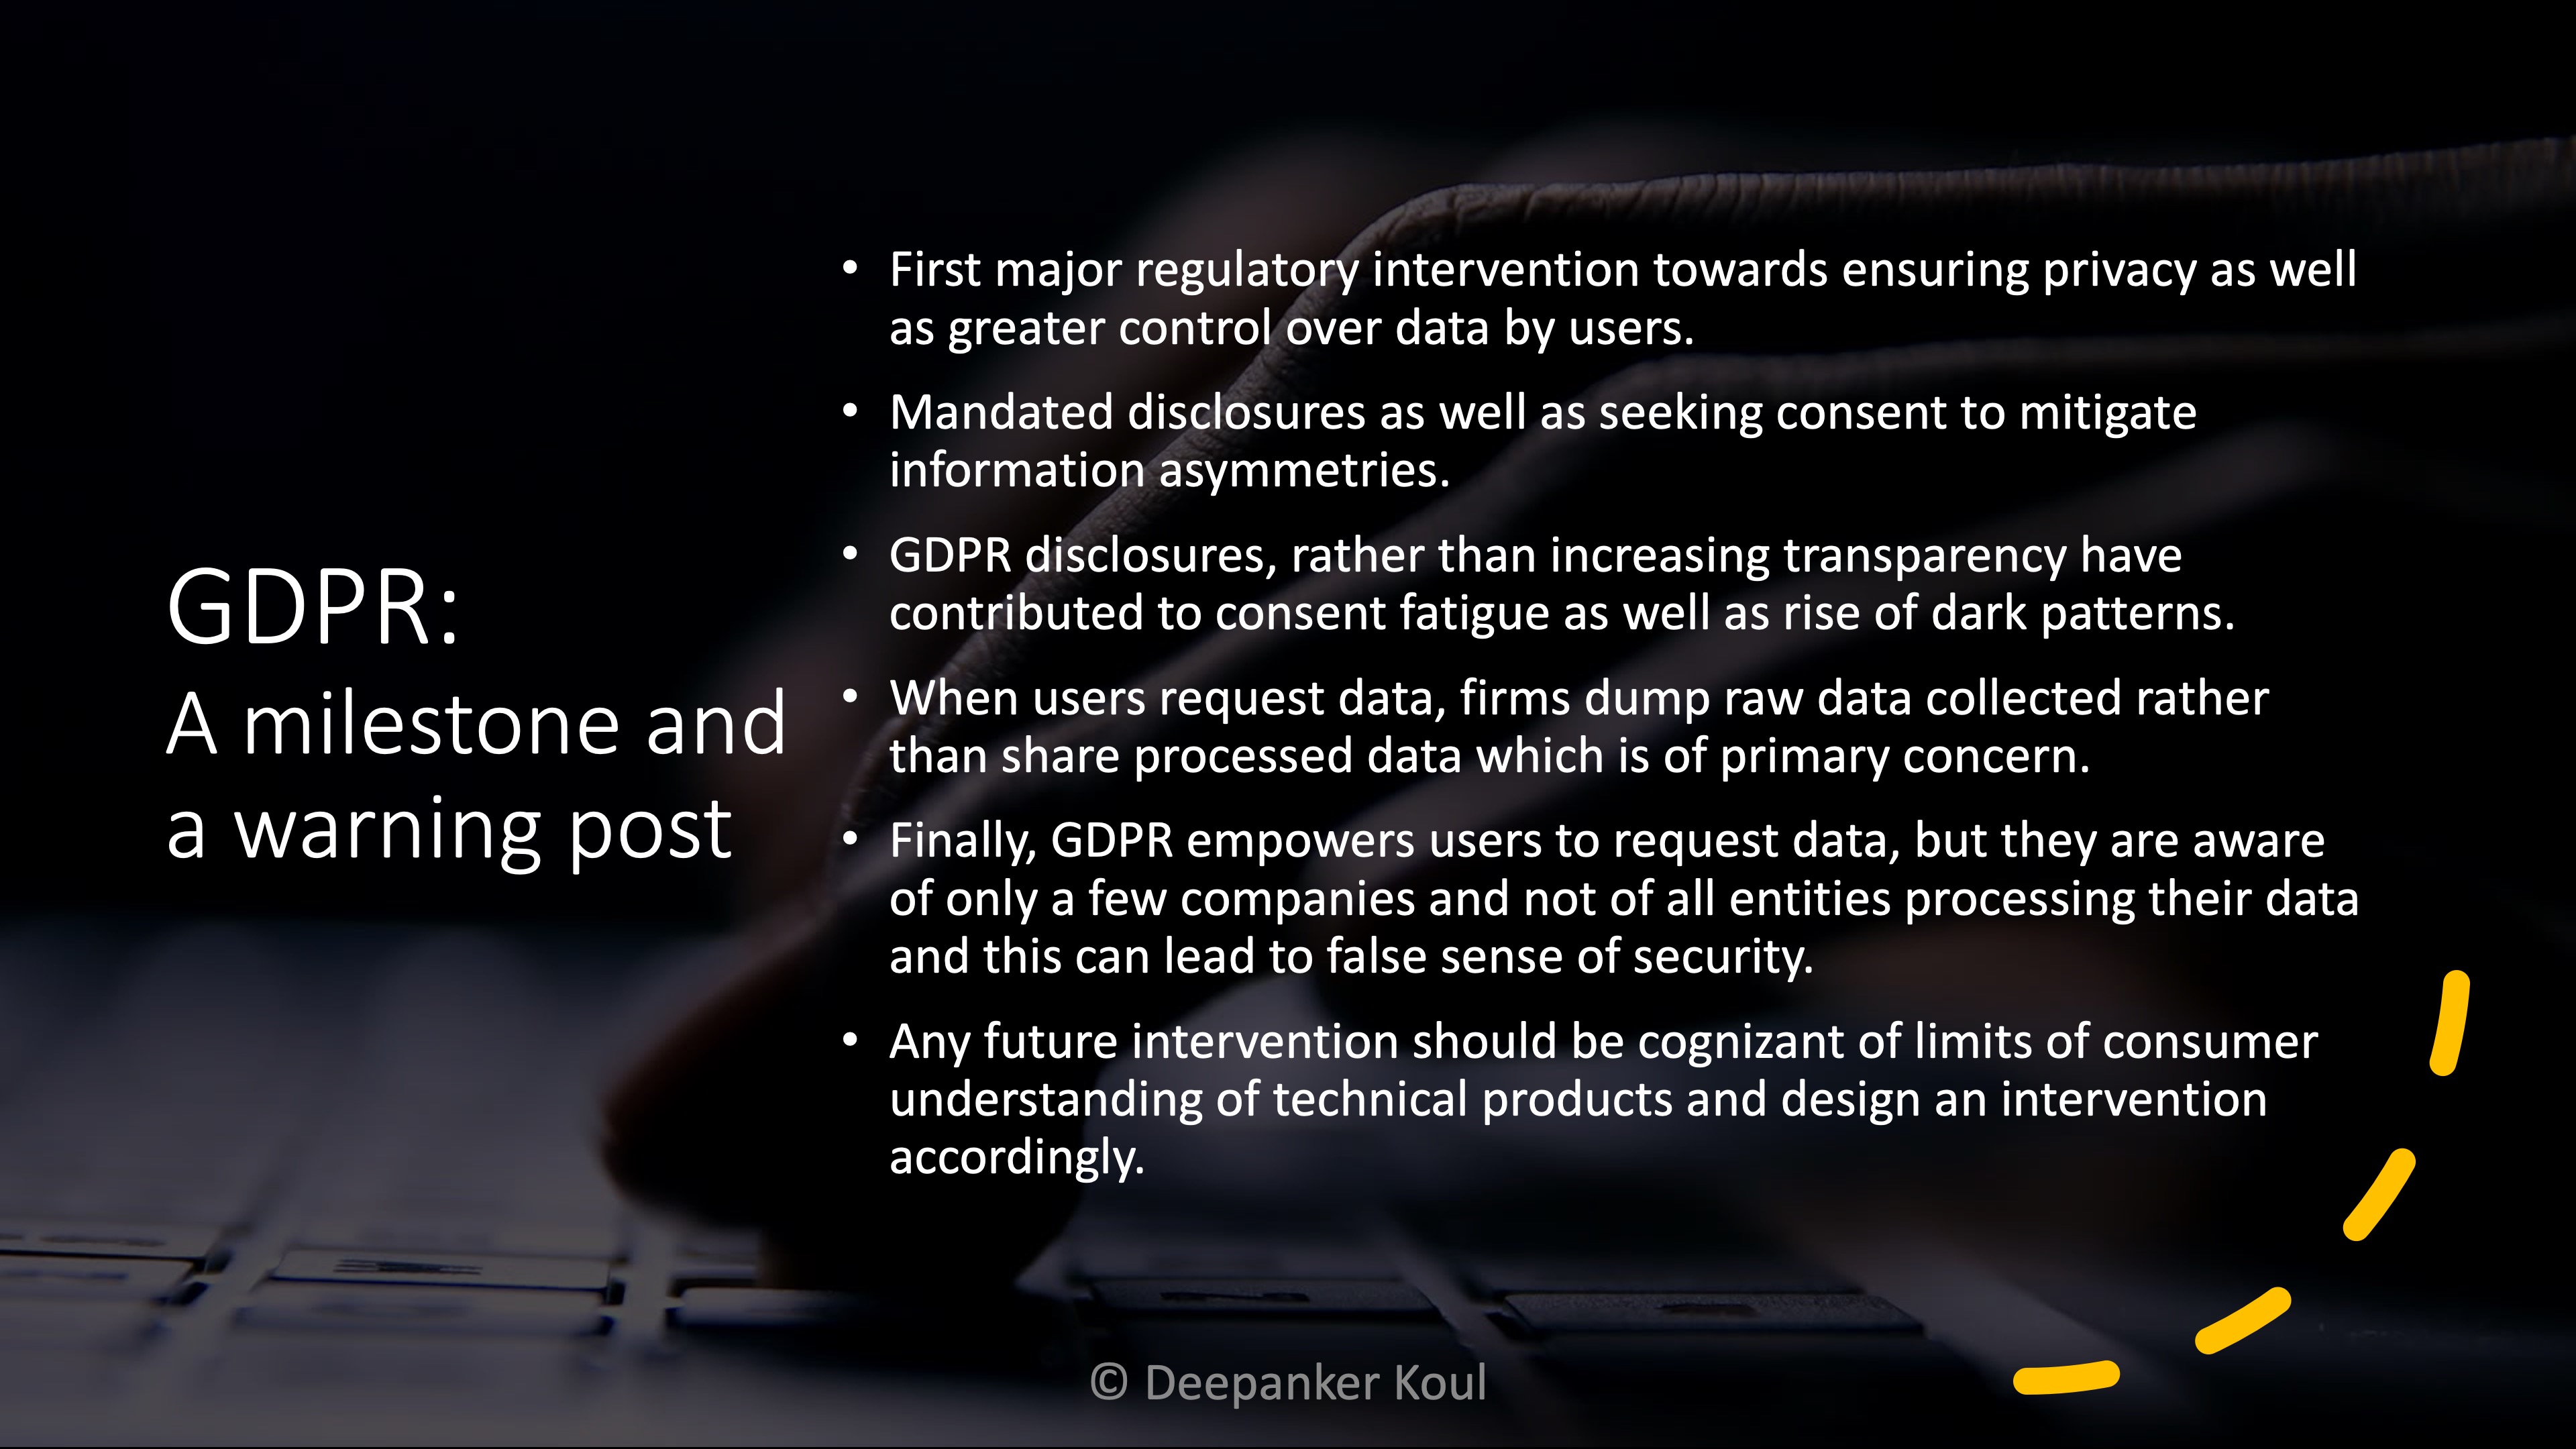 GDPR:
A milestone and
a warning post
• First major regulatory intervention towards ensuring privacy as well
as greater control over data by users.
• Mandated disclosures as well as seeking consent to mitigate
information asymmetries.
• GDPR disclosures, rather than increasing transparency have
contributed to consent fatigue as well as rise of dark patterns.
• When users request data, firms dump raw data collected rather
than share processed data which is of primary concern.
• Finally, GDPR empowers users to request data, but they are aware
of only a few companies and not of all entities processing their data
and this can lead to false sense of security.
• Any future intervention should be cognizant of limits of consumer
understanding of technical products and design an intervention
accordingly.
© Deepanker Koul